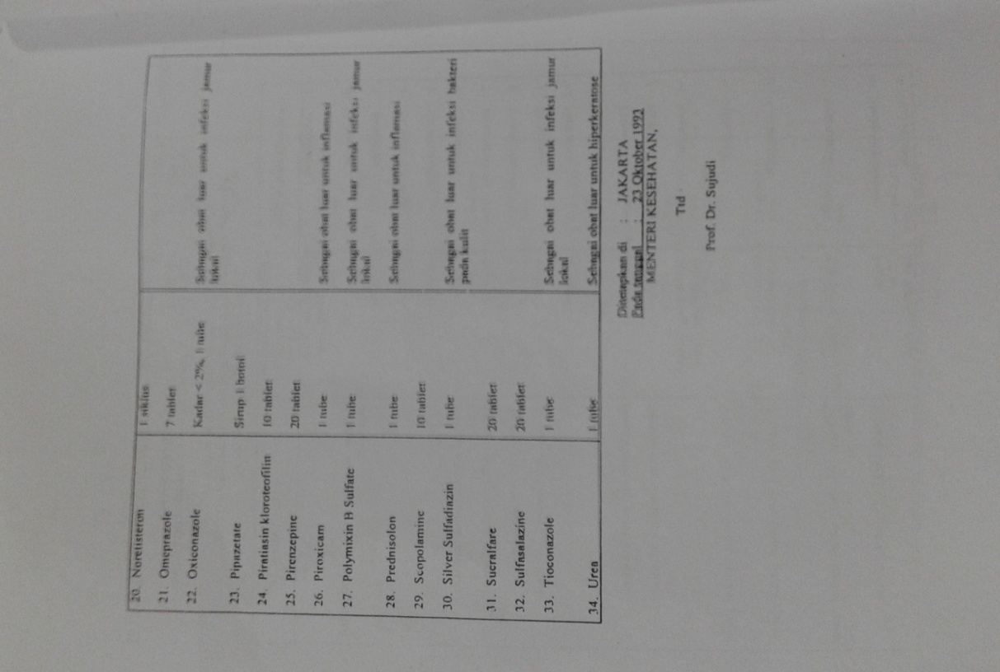 20. Noretisteron 1 siklus
21. Omeprazole 7 tablet
22. Oxiconazole Kadar < 2%, 1 tube Sebagai obat luar untuk infeksi jamur
lokal
23. Pipazetate Sirup 1 botol
24. Piratiasin kloroteofilin 10 tablet
25. Pirenzepine 20 tablet
26. Piroxicam 1 tube Sebagai obat luar untuk inflamasi
27. Polymixin B Sulfate 1 tube Sebagai obat luar untuk infeksi jamur
lokal
28. Prednisolon 1 tube Sebagai obat luar untuk inflamasi
29. Scopolamine 10 tablet
30. Silver Sulfadiazin 1 tube Sebagai obat luar untuk infeksi bakteri
pada kulit
31. Sucralfare 20 tablet
32. Sulfasalazine 20 tablet
33. Tioconazole 1 tube Sebagai obat luar untuk infeksi jamur
lokal
34. Urea 1 tube Sebagai obat luar untuk hiperkeratose
Ditetapkan di : JAKARTA
Pada tanggal : 23 Oktober 1993
MENTERI KESEHATAN,
Ttd
Prof. Dr. Sujudi